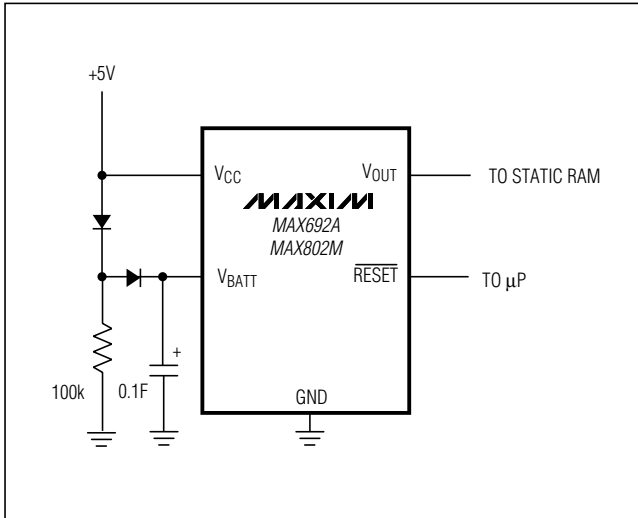 +5V
VCC
VOUT
TO STATIC RAM
MAXIM
MAX692A
MAX802M
VBATT
RESET
TO μP
+
100k
0.1F
GND